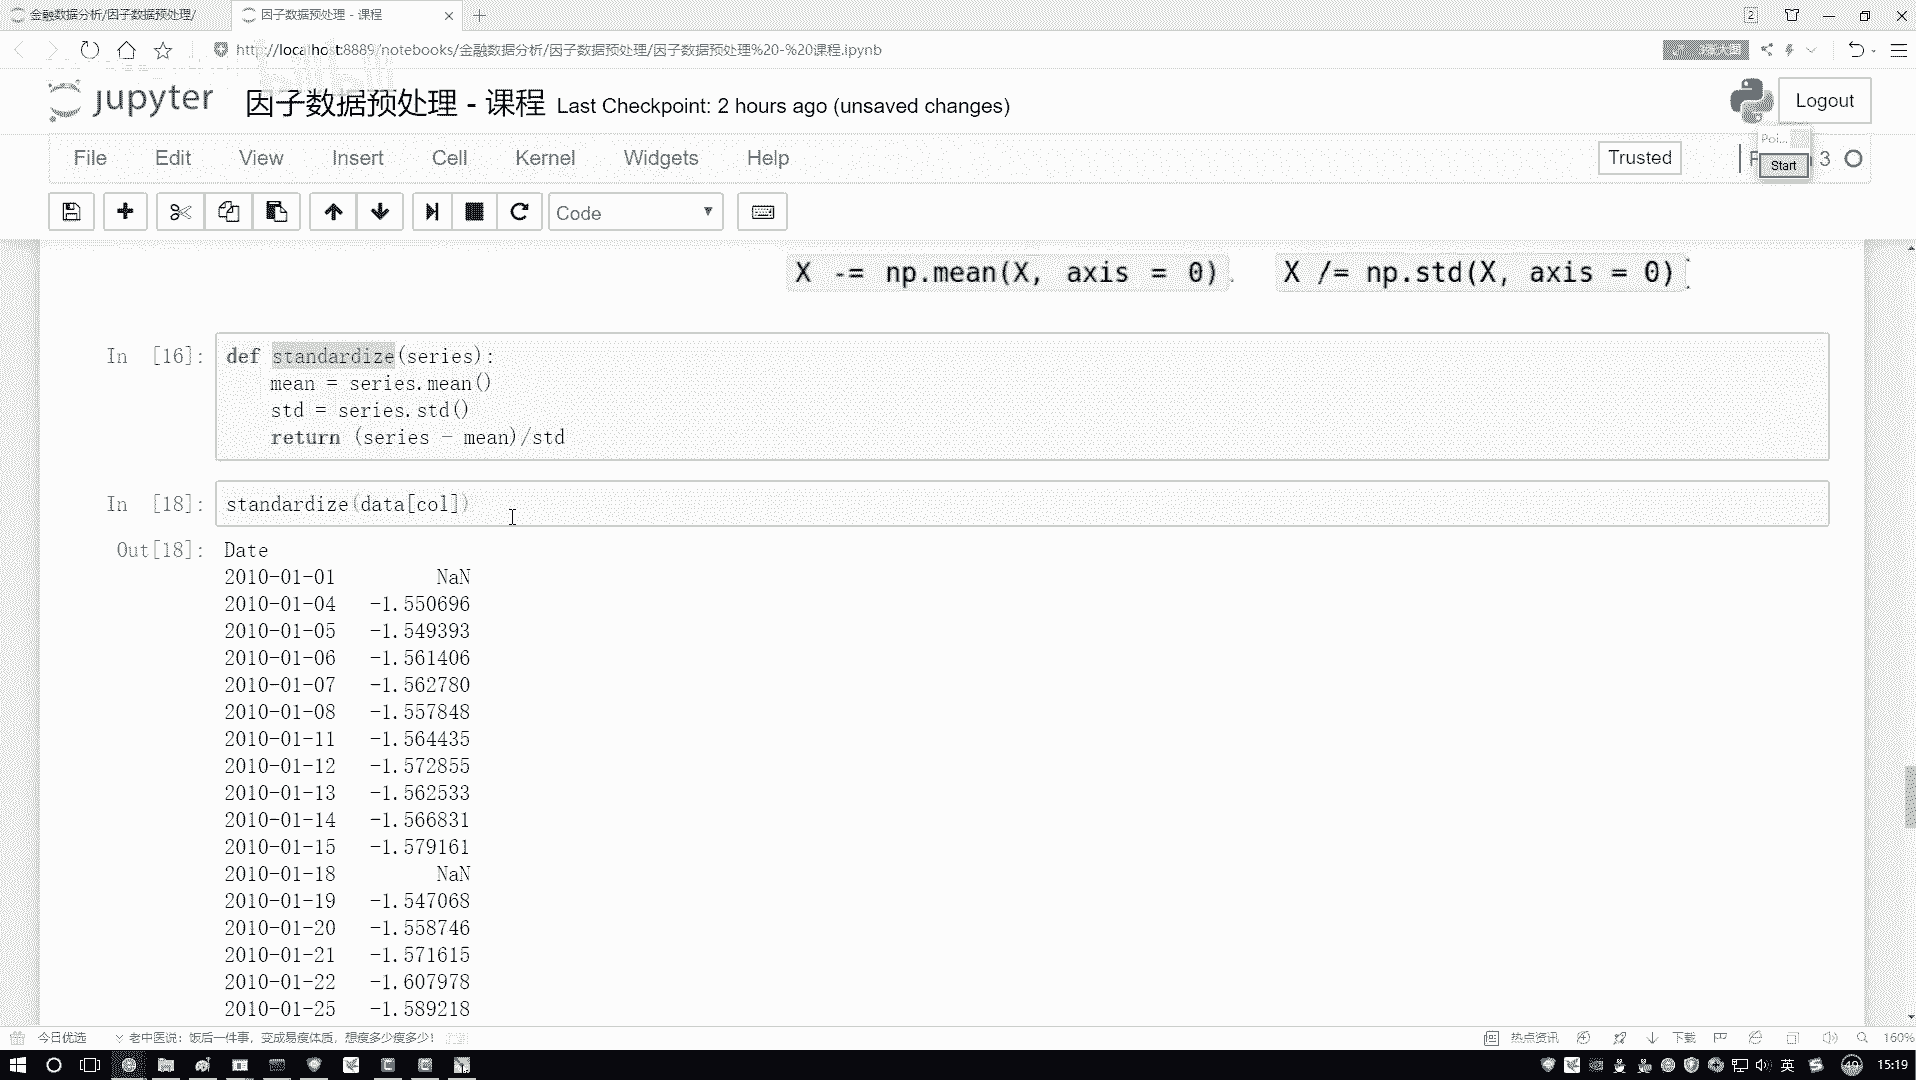 金融数据分析/因子数据预处理/
因子数据预处理 - 课程
2
http://localhost:8889/notebooks/金融数据分析/因子数据预处理/因子数据预处理%20-%20课程.ipynb
jupyter 因子数据预处理 - 课程 Last Checkpoint: 2 hours ago (unsaved changes)
Logout
File Edit View Insert Cell Kernel Widgets Help
Trusted
3
Poi...
Start
Code
X -= np.mean(X, axis = 0). X /= np.std(X, axis = 0)
In [16]: def standardize(series):
mean = series.mean()
std = series.std()
return (series - mean)/std
In [18]: standardize(data[col])
Out[18]: Date
2010-01-01 NaN
2010-01-04 -1.550696
2010-01-05 -1.549393
2010-01-06 -1.561406
2010-01-07 -1.562780
2010-01-08 -1.557848
2010-01-11 -1.564435
2010-01-12 -1.572855
2010-01-13 -1.562533
2010-01-14 -1.566831
2010-01-15 -1.579161
2010-01-18 NaN
2010-01-19 -1.547068
2010-01-20 -1.558746
2010-01-21 -1.571615
2010-01-22 -1.607978
2010-01-25 -1.589218
今日优选 老中医说：饭后一件事，变成易瘦体质，想瘦多少瘦多少！
热点资讯 下载 160%
英 49 15:19